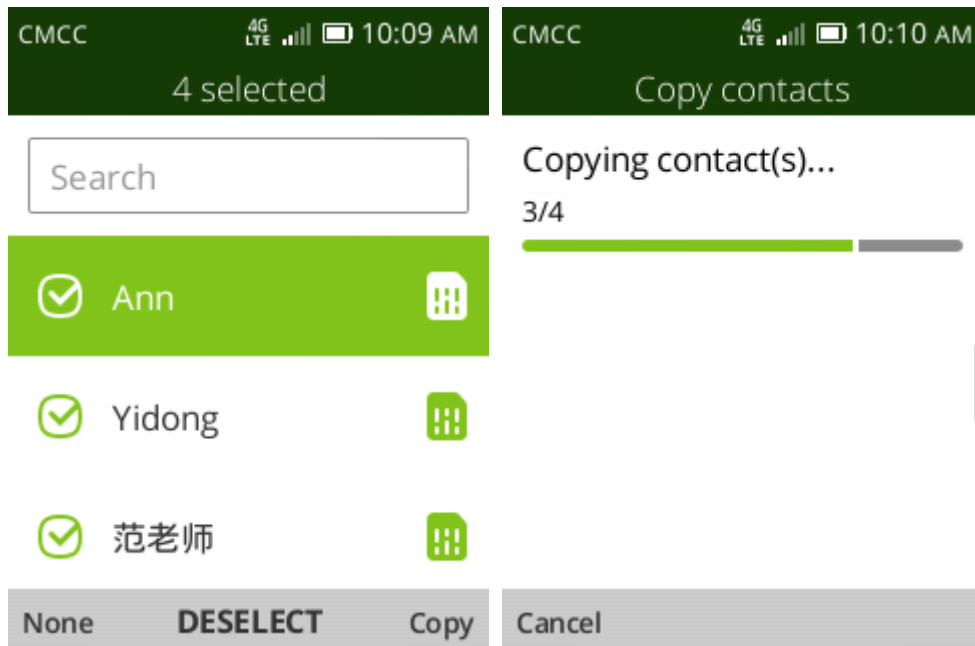 CMCC 4G LTE 10:09 AM
4 selected
Search
Ann
Yidong
范老师
None DESELECT Copy
CMCC 4G LTE 10:10 AM
Copy contacts
Copying contact(s)...
3/4
Cancel